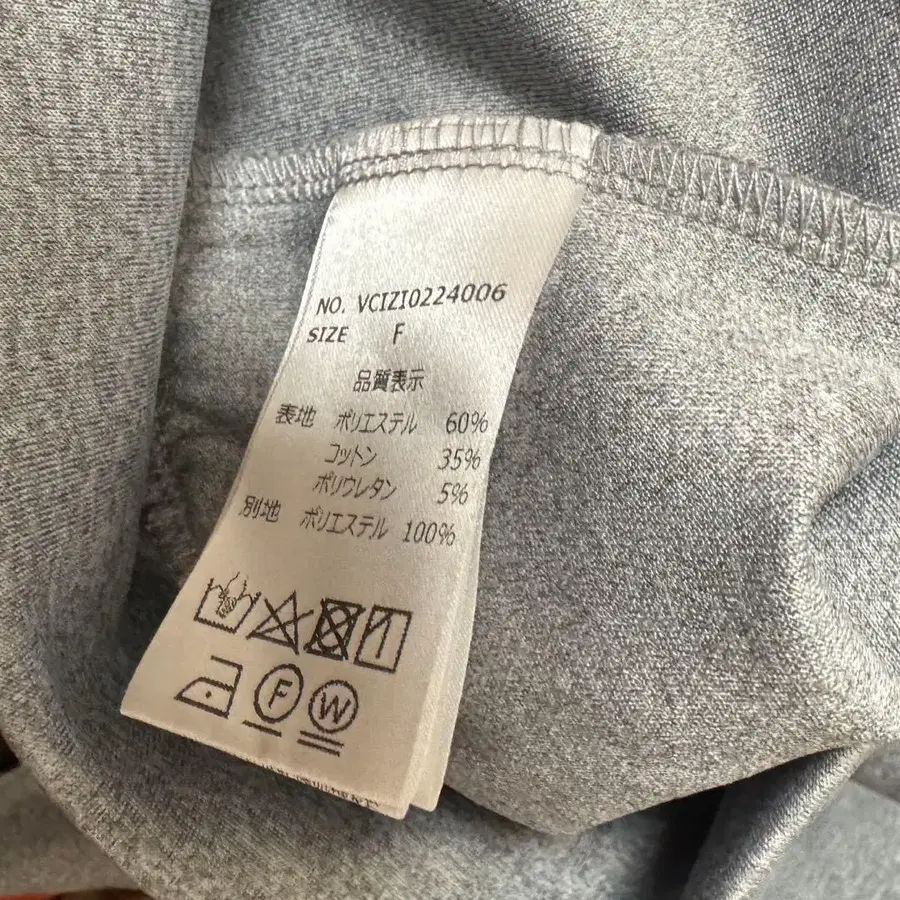 NO. VCIZI0224006
SIZE F
品質表示
表地 ポリエステル 60%
コットン 35%
ポリウレタン 5%
別地 ポリエステル 100%
F
W